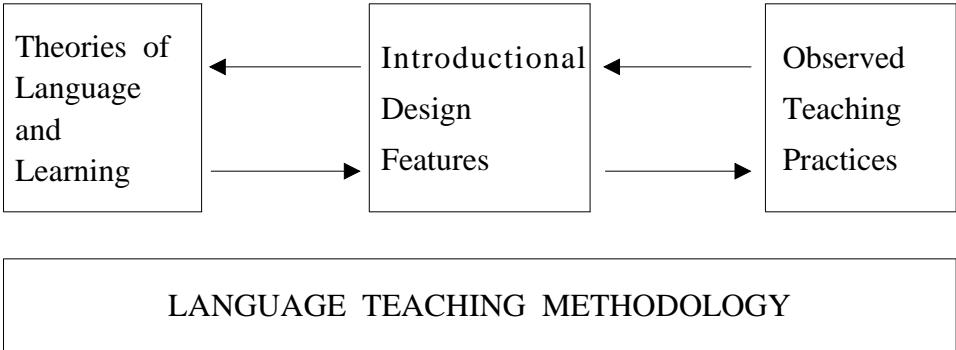 Theories of
Language
and
Learning
Introductional
Design
Features
Observed
Teaching
Practices
LANGUAGE TEACHING METHODOLOGY